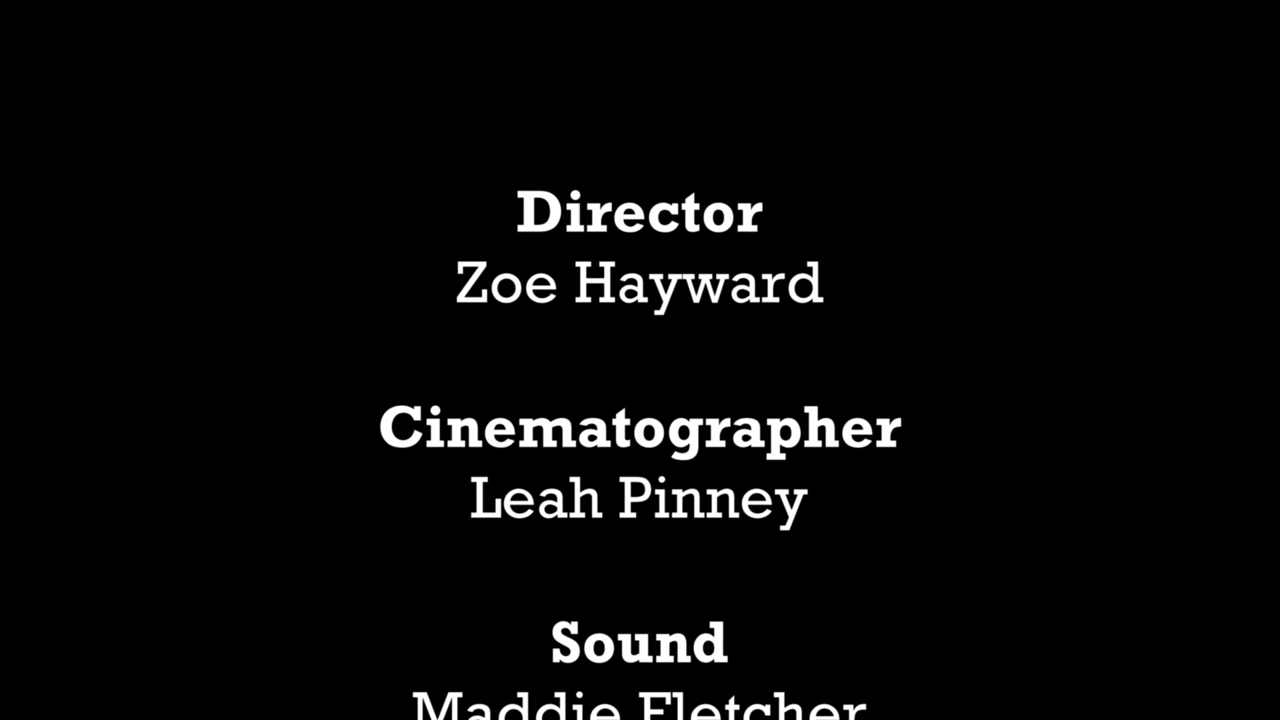 Director
Zoe Hayward
Cinematographer
Leah Pinney
Sound
Maddie Fletcher